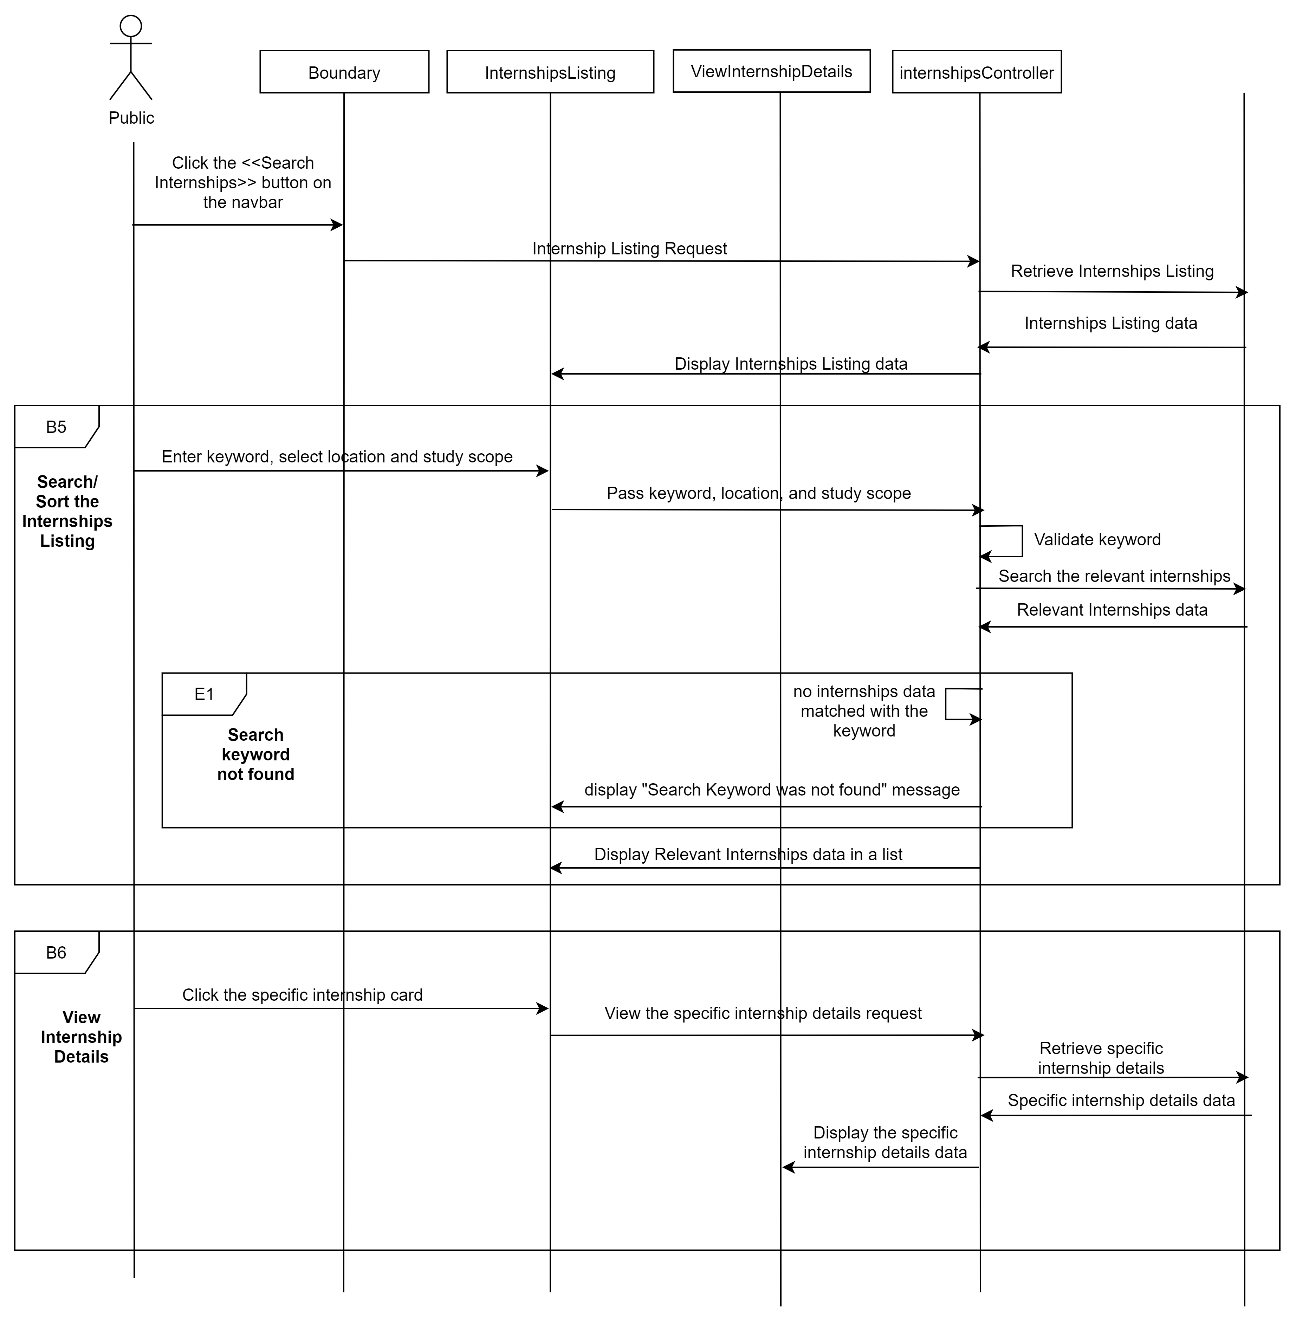 Public
Boundary
InternshipsListing
ViewInternshipDetails
internshipsController
Click the <<Search
Internships>> button on
the navbar
Internship Listing Request
Retrieve Internships Listing
Internships Listing data
Display Internships Listing data
B5
Search/
Sort the
Internships
Listing
Enter keyword, select location and study scope
Pass keyword, location, and study scope
Validate keyword
Search the relevant internships
Relevant Internships data
E1
Search
keyword
not found
no internships data
matched with the
keyword
display "Search Keyword was not found" message
Display Relevant Internships data in a list
B6
View
Internship
Details
Click the specific internship card
View the specific internship details request
Retrieve specific
internship details
Specific internship details data
Display the specific
internship details data